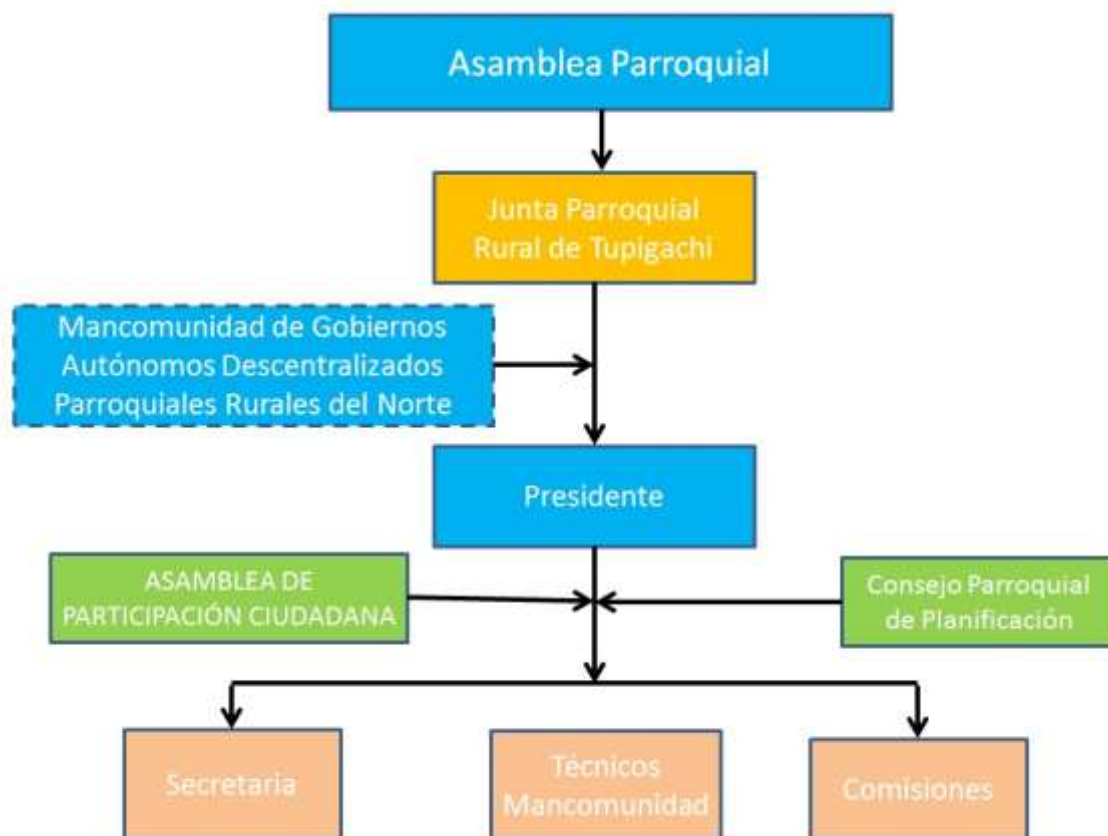 Asamblea Parroquial
Junta Parroquial
Rural de Tupigachi
Mancomunidad de Gobiernos
Autónomos Descentralizados
Parroquiales Rurales del Norte
Presidente
ASAMBLEA DE
PARTICIPACIÓN CIUDADANA
Consejo Parroquial
de Planificación
Secretaria
Técnicos
Mancomunidad
Comisiones